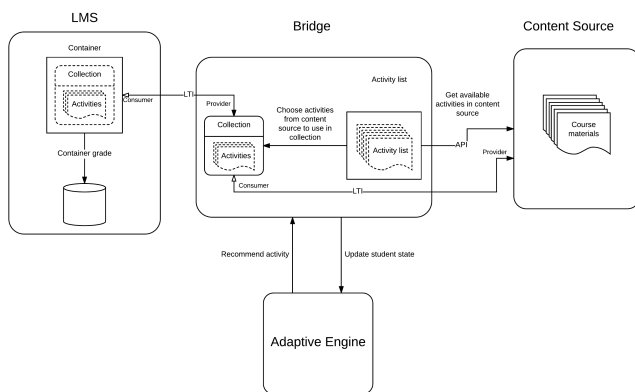 LMS
Bridge
Content Source
Container
Collection
Activities
Consumer
LTI
Provider
Container grade
Collection
Activities
Consumer
Choose activities
from content
source to use in
collection
Activity list
Activity list
Get available
activities in content
source
API
Provider
LTI
Course
materials
Recommend activity
Update student state
Adaptive Engine